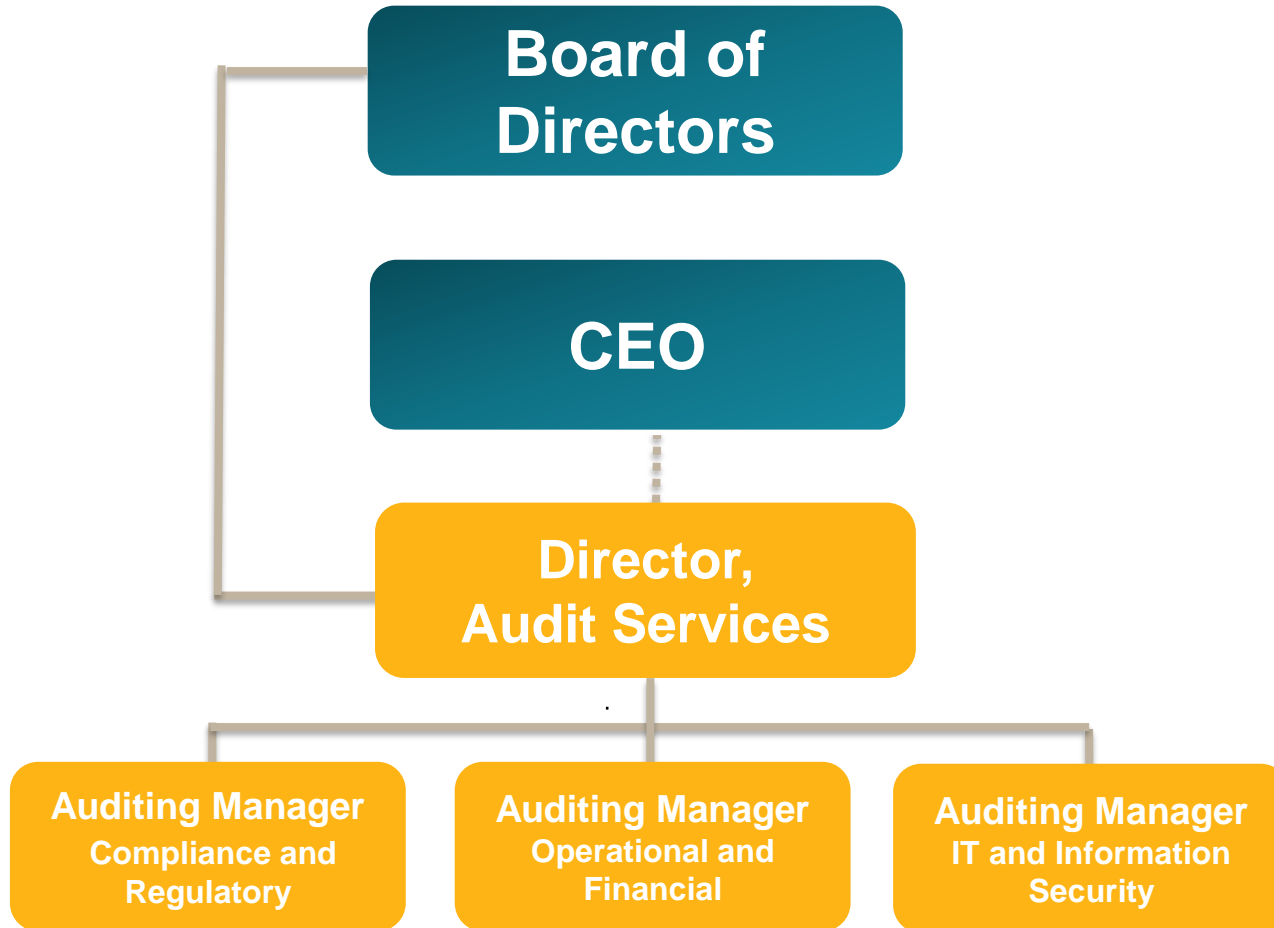 Board of
Directors
CEO
Director,
Audit Services
.
Auditing Manager
Compliance and
Regulatory
Auditing Manager
Operational and
Financial
Auditing Manager
IT and Information
Security